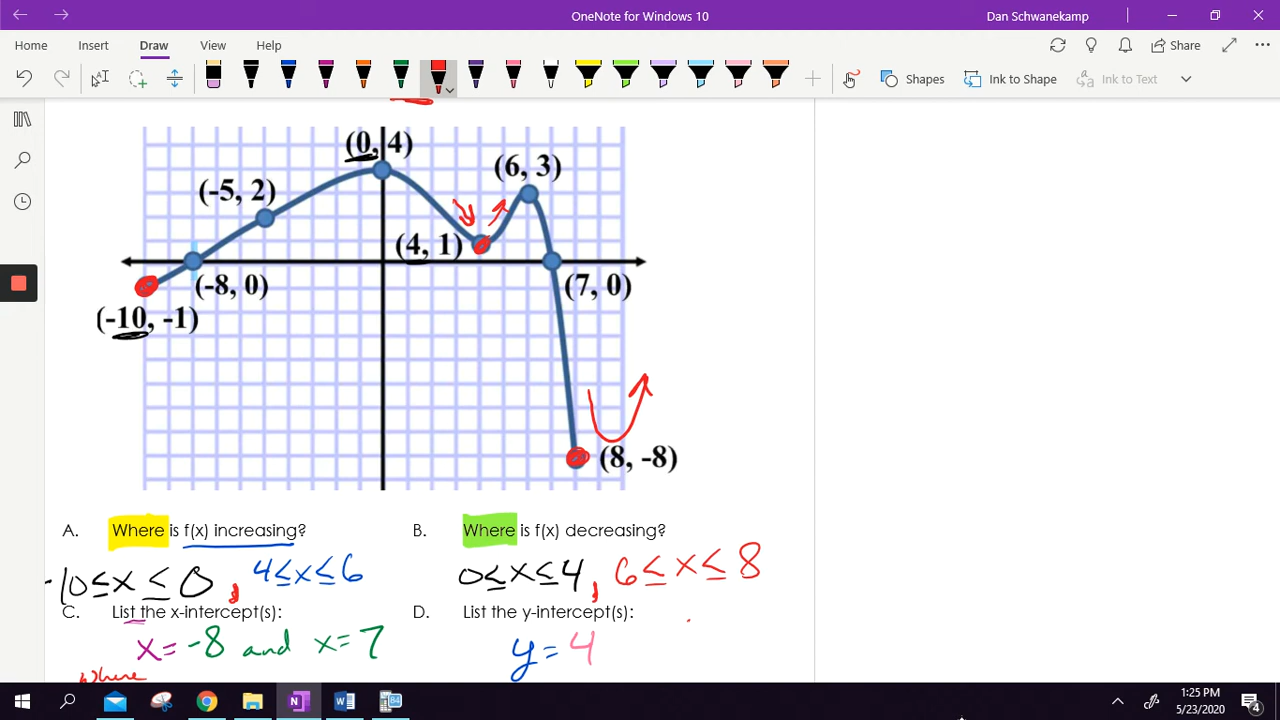 OneNote for Windows 10
Dan Schwanekamp
Home Insert Draw View Help
Shapes Ink to Shape Ink to Text Share
(0, 4)
(6, 3)
(-5, 2)
(4, 1)
(-8, 0)
(7, 0)
(-10, -1)
(8, -8)
A. Where is f(x) increasing? B. Where is f(x) decreasing?
-10≤x≤0, 4≤x≤6 0≤x≤4, 6≤x≤8
C. List the x-intercept(s): D. List the y-intercept(s):
x= -8 and x=7 y= 4
where
1:25 PM
5/23/2020
4